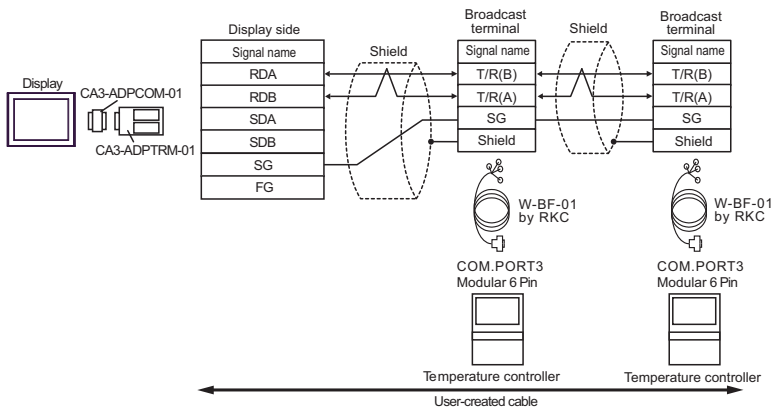 Display
CA3-ADPCOM-01
CA3-ADPTRM-01
Display side
Signal name
RDA
RDB
SDA
SDB
SG
FG
Shield
Broadcast
terminal
Signal name
T/R(B)
T/R(A)
SG
Shield
Shield
Broadcast
terminal
Signal name
T/R(B)
T/R(A)
SG
Shield
W-BF-01
by RKC
COM.PORT3
Modular 6 Pin
Temperature controller
W-BF-01
by RKC
COM.PORT3
Modular 6 Pin
Temperature controller
User-created cable